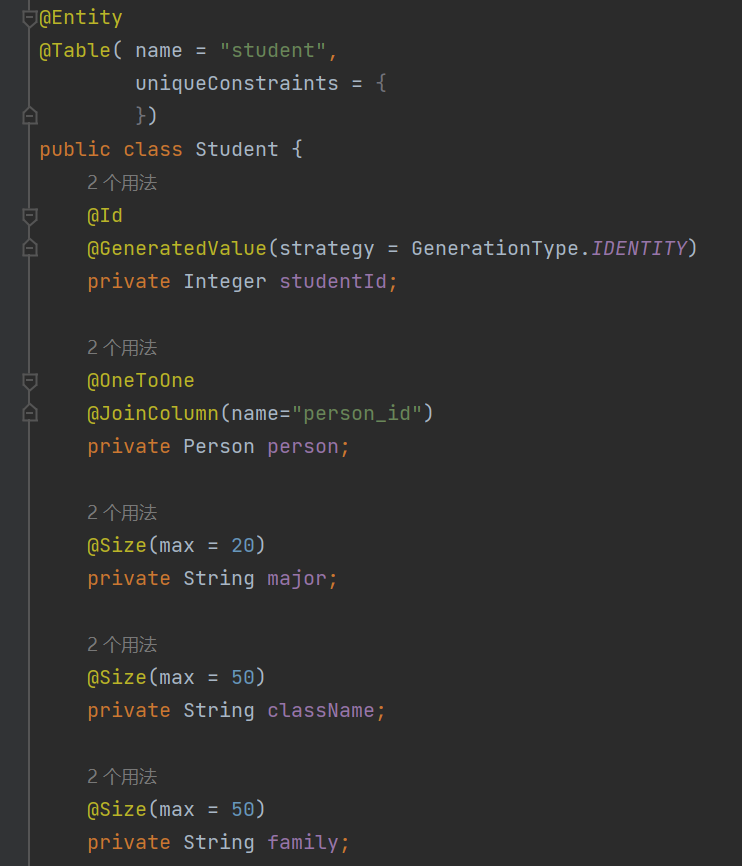 @Entity
@Table( name = "student",
uniqueConstraints = {
})
public class Student {
2 个用法
@Id
@GeneratedValue(strategy = GenerationType.IDENTITY)
private Integer studentId;
2 个用法
@OneToOne
@JoinColumn(name="person_id")
private Person person;
2 个用法
@Size(max = 20)
private String major;
2 个用法
@Size(max = 50)
private String className;
2 个用法
@Size(max = 50)
private String family;